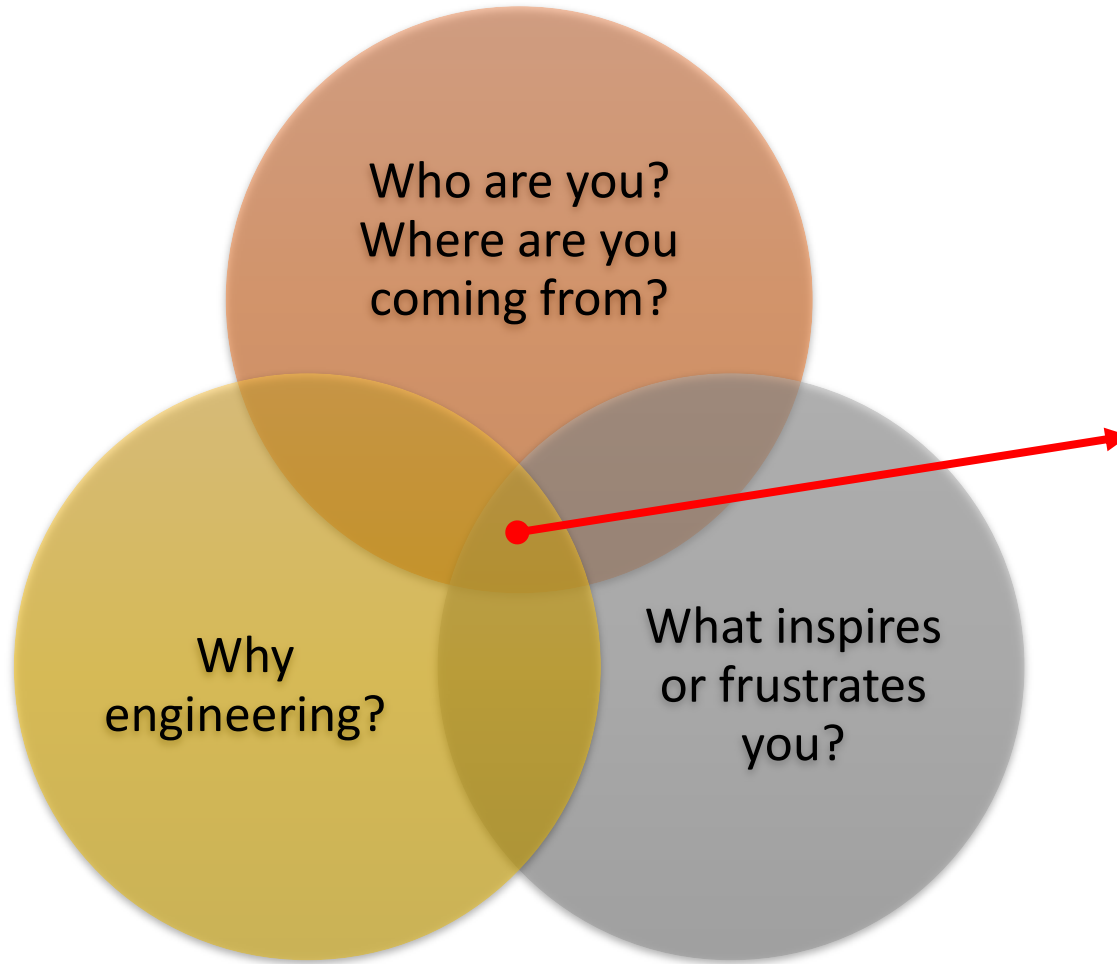 Who are you?
Where are you
coming from?
Why
engineering?
What inspires
or frustrates
you?